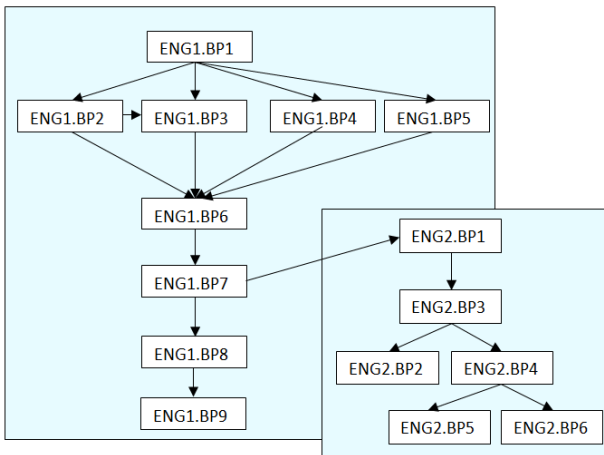 ENG1.BP1
ENG1.BP2
ENG1.BP3
ENG1.BP4
ENG1.BP5
ENG1.BP6
ENG1.BP7
ENG1.BP8
ENG1.BP9
ENG2.BP1
ENG2.BP3
ENG2.BP2
ENG2.BP4
ENG2.BP5
ENG2.BP6